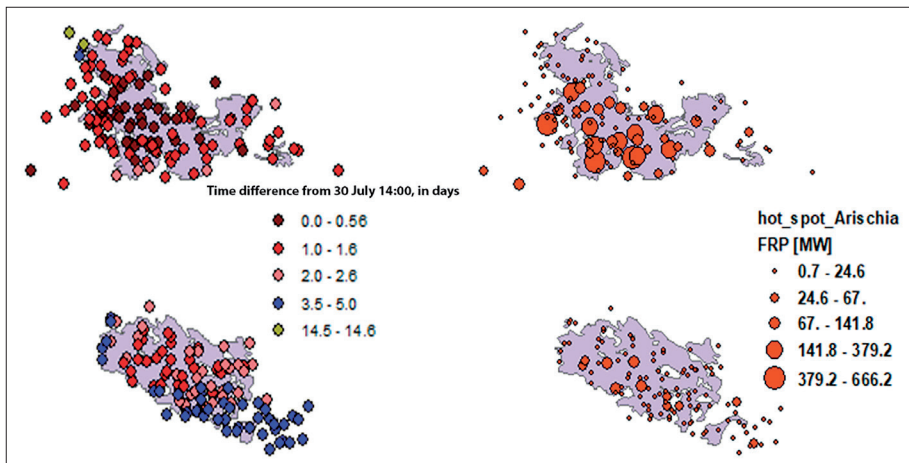 Time difference from 30 July 14:00, in days
0.0 - 0.56
1.0 - 1.6
2.0 - 2.6
3.5 - 5.0
14.5 - 14.6
hot_spot_Arischia
FRP [MW]
0.7 - 24.6
24.6 - 67.
67. - 141.8
141.8 - 379.2
379.2 - 666.2